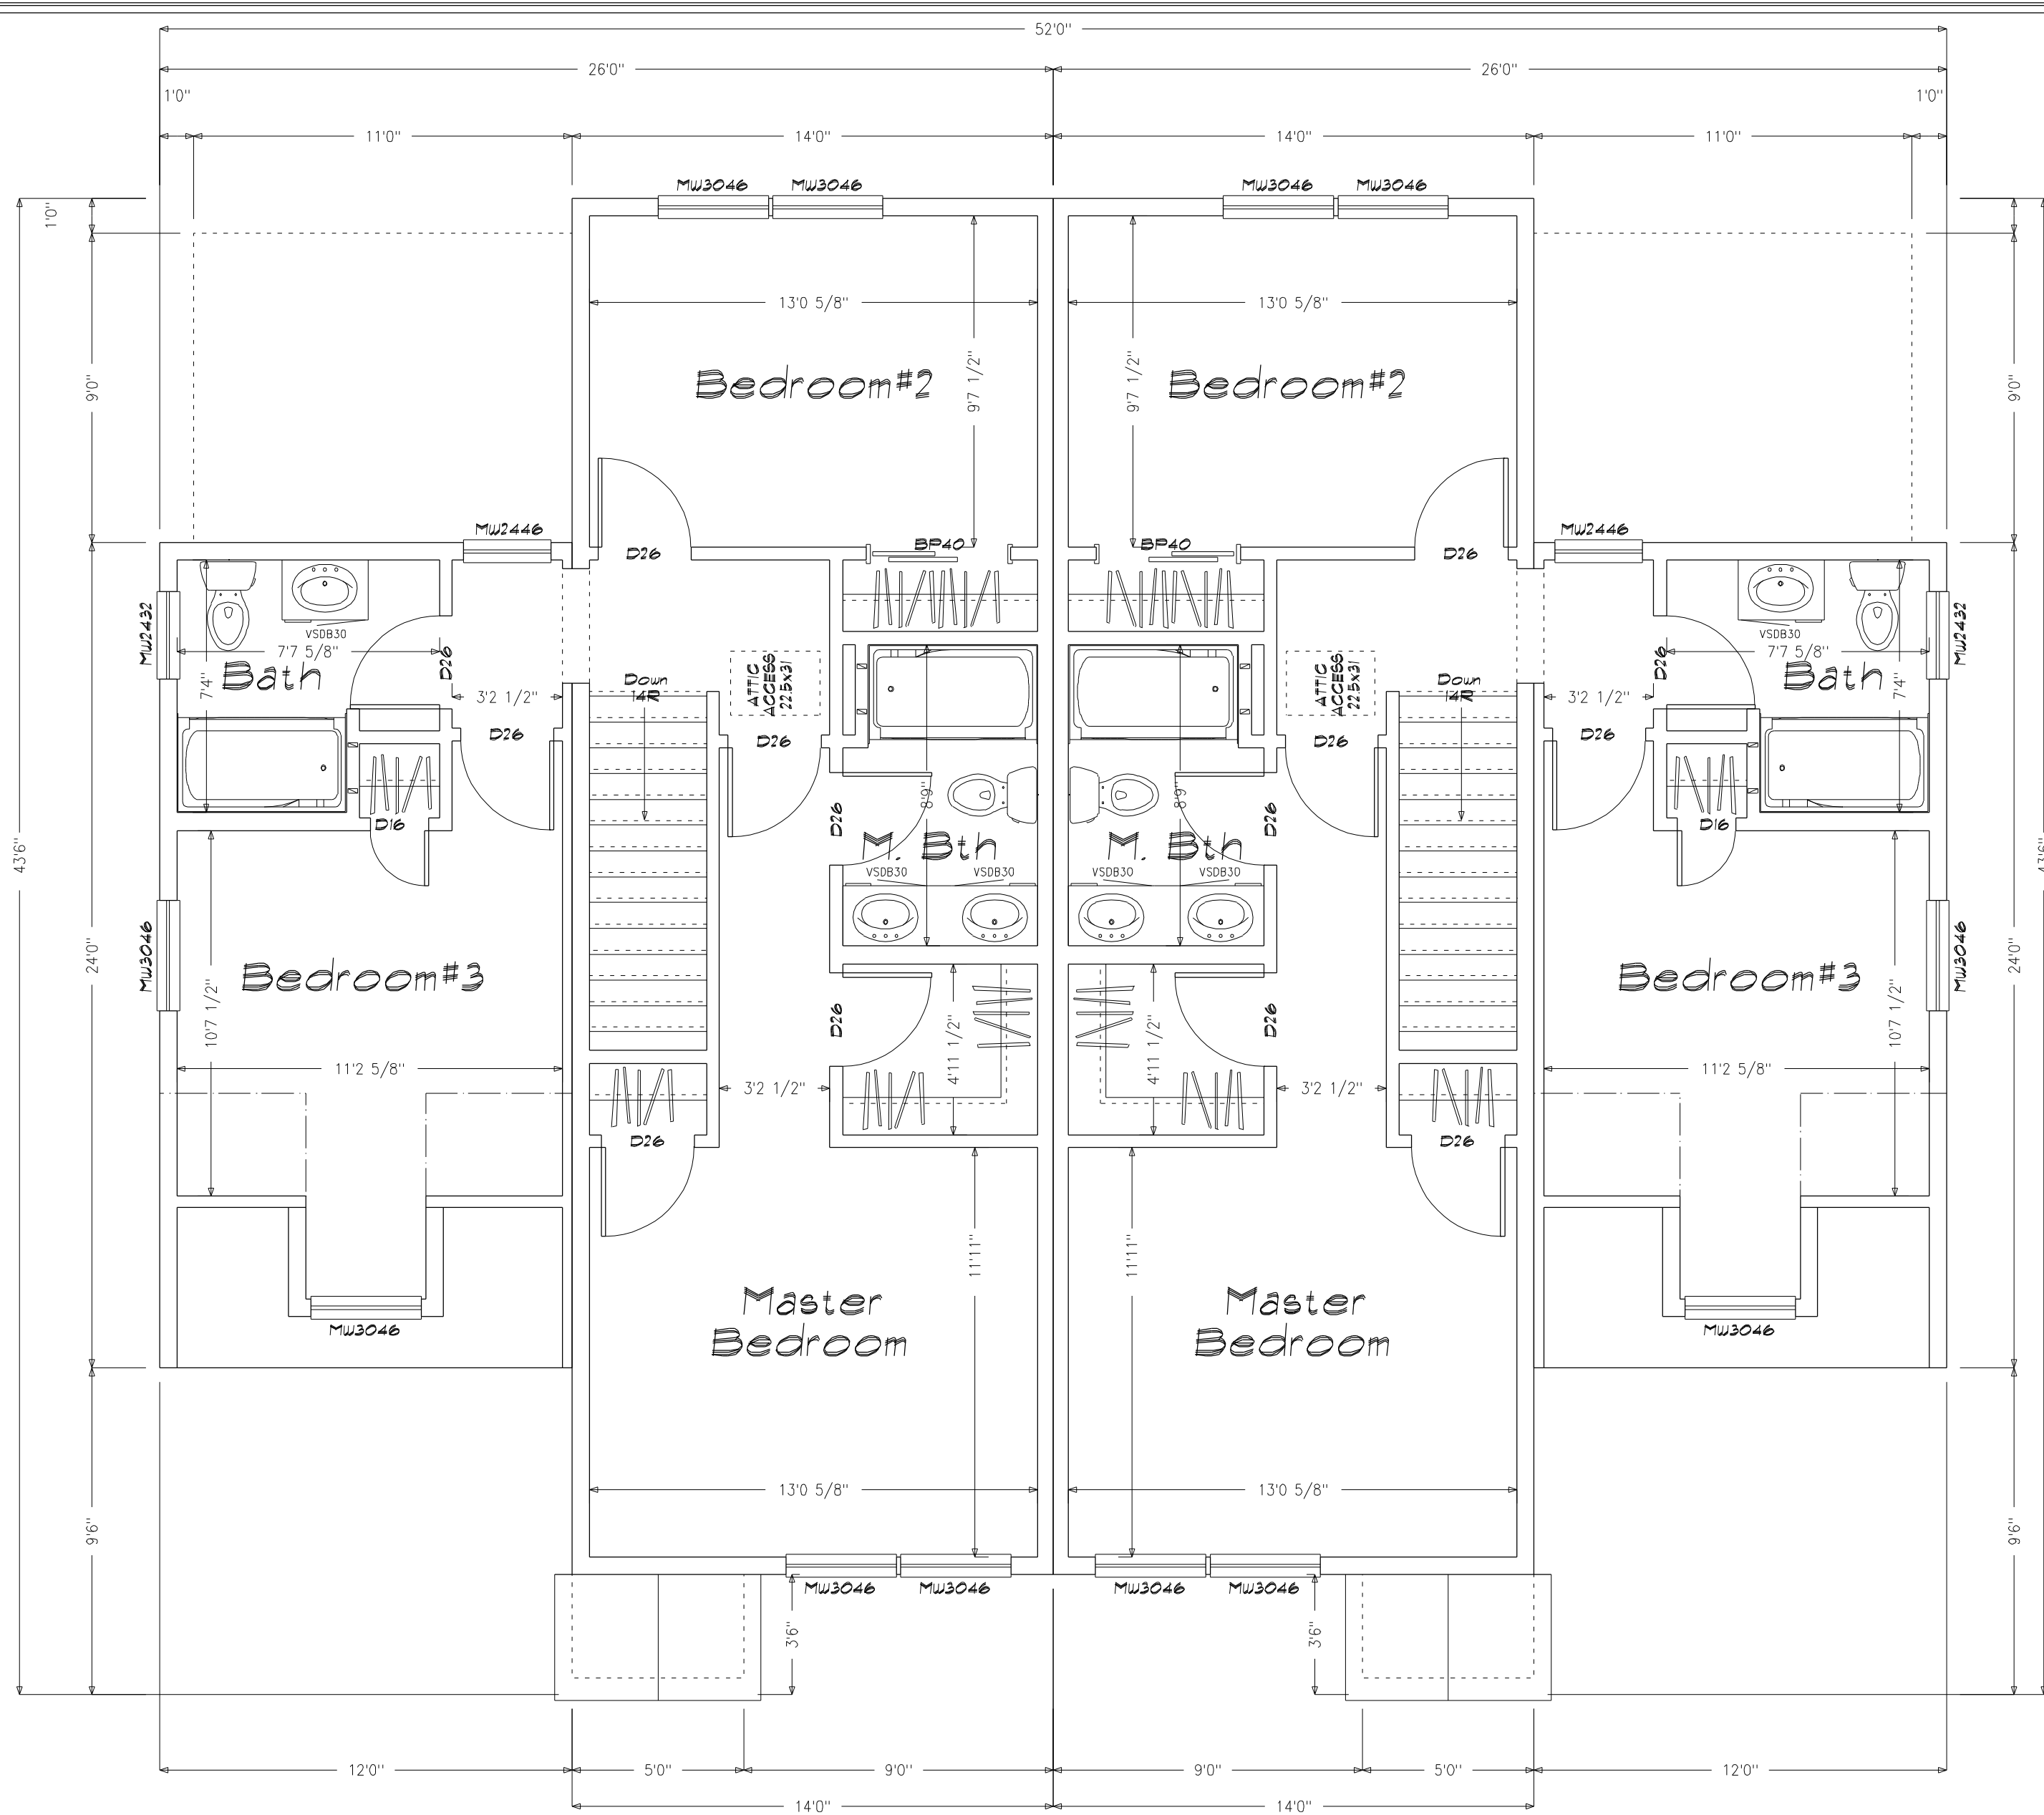 52'0"
26'0" 26'0"
1'0" 1'0"
11'0" 14'0" 14'0" 11'0"
MW3046 MW3046 MW3046 MW3046
1'0"
13'0 5/8" 13'0 5/8"
9'7 1/2" 9'7 1/2"
Bedroom#2 Bedroom#2
9'0" 9'0"
MW2446 MW2446
D26 BP40 BP40 D26
VSDB30 VSDB30
MW2432 MW2432
7'7 5/8" 7'7 5/8"
Bath Bath
7'4" 7'4"
D26 D26
3'2 1/2" 3'2 1/2"
Down Down
14R 14R
ATTIC
ACCESS
22.5x31
ATTIC
ACCESS
22.5x31
D26 D26 D26 D26
D16 D16
8'9" 8'9"
D26 D26
M. Bth M. Bth
VSDB30 VSDB30 VSDB30 VSDB30
43'6" 43'6"
24'0" 24'0"
MW3046 MW3046
Bedroom#3 Bedroom#3
10'7 1/2" 10'7 1/2"
D26 D26
4'11 1/2" 4'11 1/2"
11'2 5/8" 11'2 5/8"
3'2 1/2" 3'2 1/2"
D26 D26
11'11" 11'11"
Master Master
Bedroom Bedroom
MW3046 MW3046
13'0 5/8" 13'0 5/8"
9'6" 9'6"
MW3046 MW3046 MW3046 MW3046
3'6" 3'6"
12'0" 5'0" 9'0" 9'0" 5'0" 12'0"
14'0" 14'0"